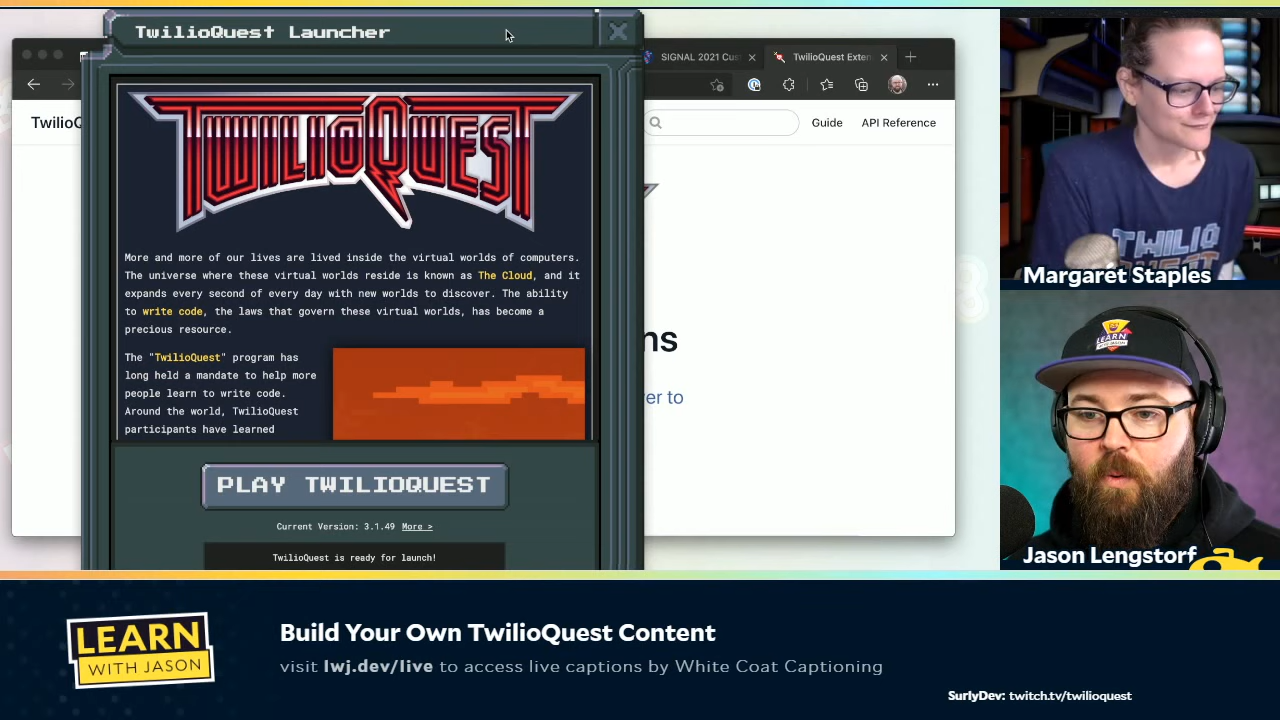 TwilioQuest Launcher
SIGNAL 2021 Cus
TwilioQuest Exten
TwilioQ
Guide
API Reference
TWILIOQUEST
More and more of our lives are lived inside the virtual worlds of computers.
The universe where these virtual worlds reside is known as The Cloud, and it
expands every second of every day with new worlds to discover. The ability
to write code, the laws that govern these virtual worlds, has become a
precious resource.
The "TwilioQuest" program has
long held a mandate to help more
people learn to write code.
Around the world, TwilioQuest
participants have learned
ns
er to
PLAY TWILIOQUEST
Current Version: 3.1.49 More >
TwilioQuest is ready for launch!
TWILIO
QUEST
Margaret Staples
LEARN
Jason Lengstorf
LEARN
WITH JASON
Build Your Own TwilioQuest Content
visit lwj.dev/live to access live captions by White Coat Captioning
SurlyDev: twitch.tv/twilioquest